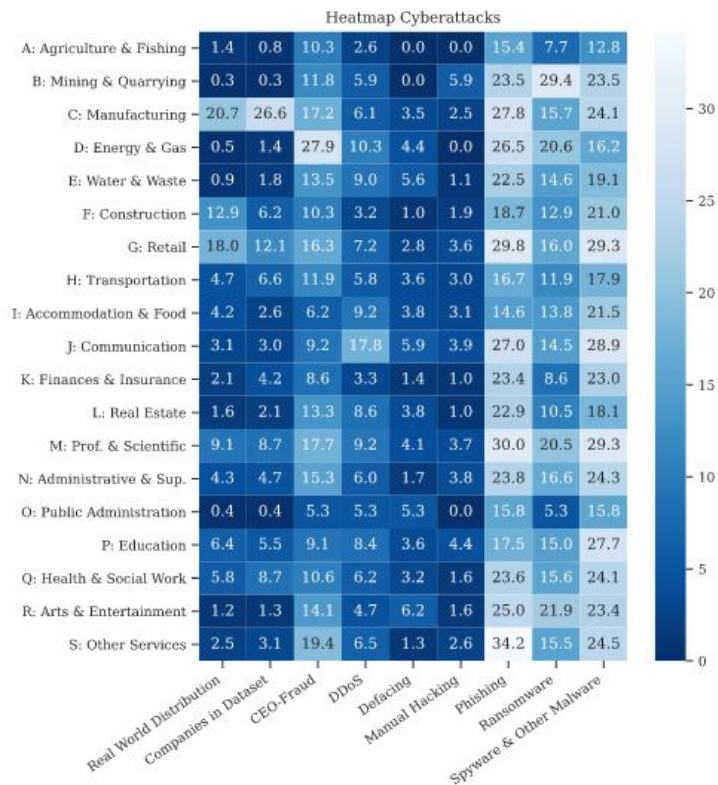 Heatmap Cyberattacks
A: Agriculture & Fishing 1.4 0.8 10.3 2.6 0.0 0.0 15.4 7.7 12.8
B: Mining & Quarrying 0.3 0.3 11.8 5.9 0.0 5.9 23.5 29.4 23.5
C: Manufacturing 20.7 26.6 17.2 6.1 3.5 2.5 27.8 15.7 24.1
D: Energy & Gas 0.5 1.4 27.9 10.3 4.4 0.0 26.5 20.6 16.2
E: Water & Waste 0.9 1.8 13.5 9.0 5.6 1.1 22.5 14.6 19.1
F: Construction 12.9 6.2 10.3 3.2 1.0 1.9 18.7 12.9 21.0
G: Retail 18.0 12.1 16.3 7.2 2.8 3.6 29.8 16.0 29.3
H: Transportation 4.7 6.6 11.9 5.8 3.6 3.0 16.7 11.9 17.9
I: Accommodation & Food 4.2 2.6 6.2 9.2 3.8 3.1 14.6 13.8 21.5
J: Communication 3.1 3.0 9.2 17.8 5.9 3.9 27.0 14.5 28.9
K: Finances & Insurance 2.1 4.2 8.6 3.3 1.4 1.0 23.4 8.6 23.0
L: Real Estate 1.6 2.1 13.3 8.6 3.8 1.0 22.9 10.5 18.1
M: Prof. & Scientific 9.1 8.7 17.7 9.2 4.1 3.7 30.0 20.5 29.3
N: Administrative & Sup. 4.3 4.7 15.3 6.0 1.7 3.8 23.8 16.6 24.3
O: Public Administration 0.4 0.4 5.3 5.3 5.3 0.0 15.8 5.3 15.8
P: Education 6.4 5.5 9.1 8.4 3.6 4.4 17.5 15.0 27.7
Q: Health & Social Work 5.8 8.7 10.6 6.2 3.2 1.6 23.6 15.6 24.1
R: Arts & Entertainment 1.2 1.3 14.1 4.7 6.2 1.6 25.0 21.9 23.4
S: Other Services 2.5 3.1 19.4 6.5 1.3 2.6 34.2 15.5 24.5
Real World Distribution
Companies in Dataset
CEO-Fraud
DDoS
Defacing
Manual Hacking
Phishing
Ransomware
Spyware & Other Malware
30
25
20
15
10
5
0